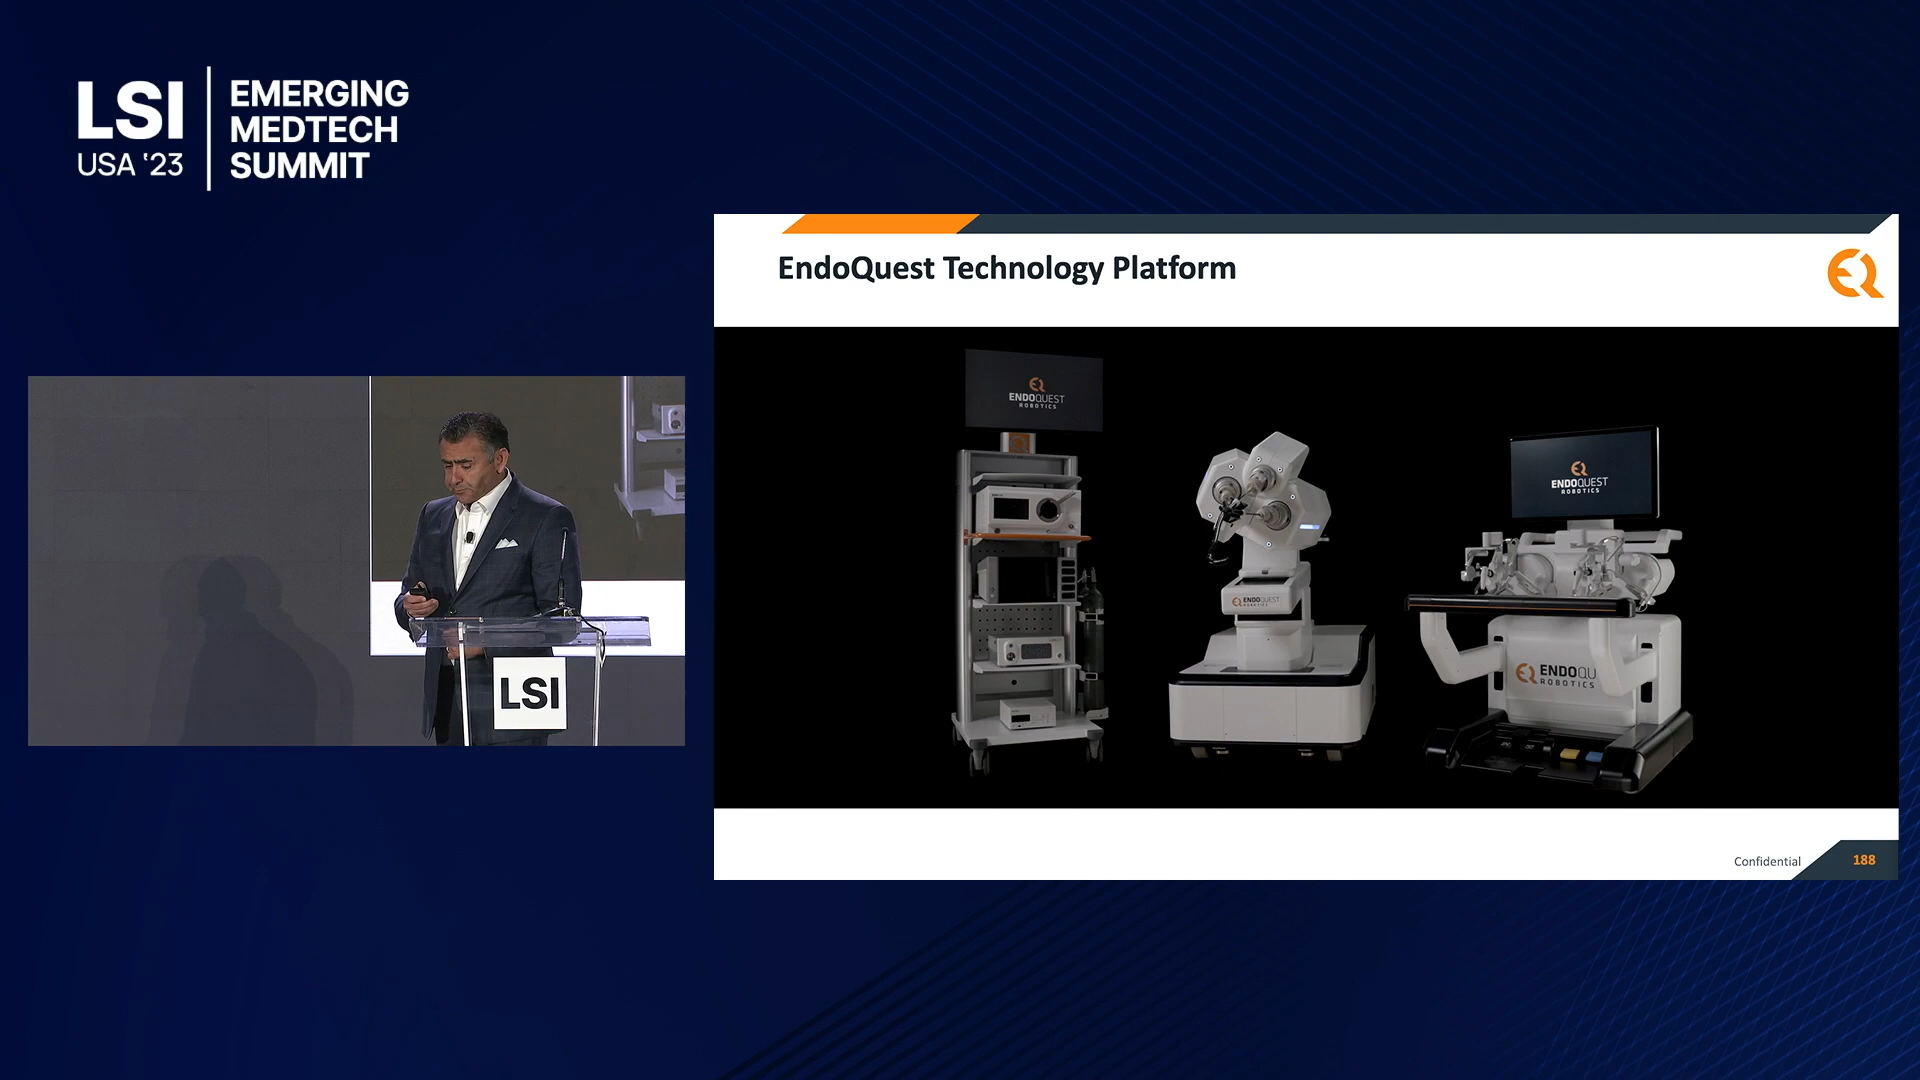 LSI
USA '23
EMERGING
MEDTECH
SUMMIT
EndoQuest Technology Platform
EQ
ENDOQUEST
ROBOTICS
ENDOQUEST
ROBOTICS
ENDOQUEST
ROBOTICS
ENDOQU
ROBOTICS
LSI
Confidential
188